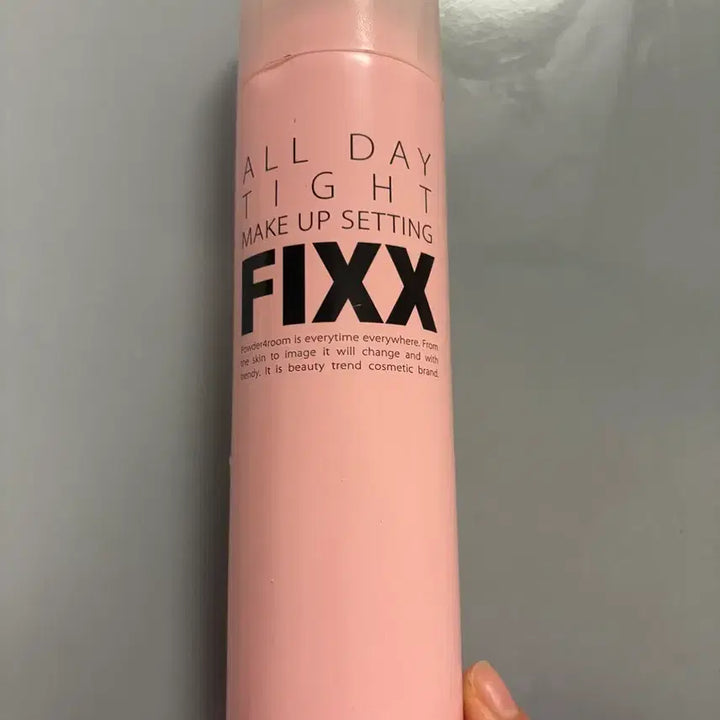 ALL DAY
TIGHT
MAKE UP SETTING
FIXX
Powder4room is everytime everywhere. From
the skin to image it will change and with
trendy. It is beauty trend cosmetic brand.